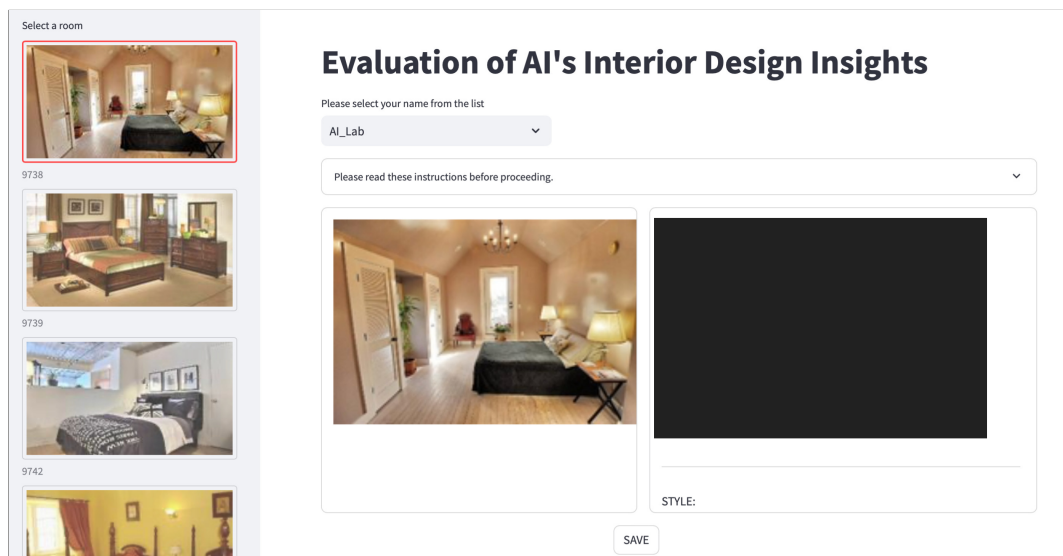 Select a room
9738
9739
9742
Evaluation of AI's Interior Design Insights
Please select your name from the list
AI_Lab
Please read these instructions before proceeding.
STYLE:
SAVE